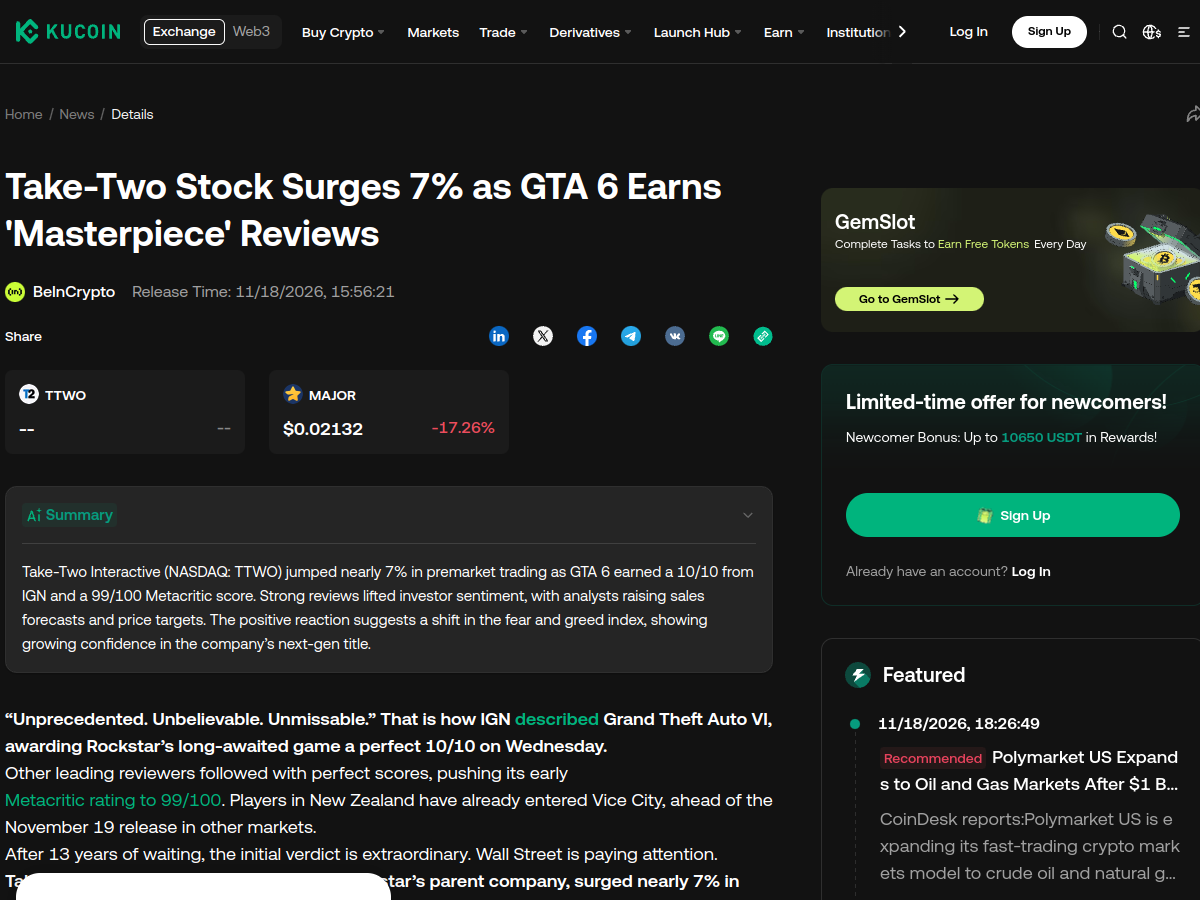 KUCOIN
Exchange Web3 Buy Crypto Markets Trade Derivatives Launch Hub Earn Institution Log In Sign Up
Home / News / Details
Take-Two Stock Surges 7% as GTA 6 Earns
'Masterpiece' Reviews
BeInCrypto Release Time: 11/18/2026, 15:56:21
Share
TTWO
-- --
MAJOR
$0.02132 -17.26%
Summary
Take-Two Interactive (NASDAQ: TTWO) jumped nearly 7% in premarket trading as GTA 6 earned a 10/10 from
IGN and a 99/100 Metacritic score. Strong reviews lifted investor sentiment, with analysts raising sales
forecasts and price targets. The positive reaction suggests a shift in the fear and greed index, showing
growing confidence in the company’s next-gen title.
“Unprecedented. Unbelievable. Unmissable.” That is how IGN described Grand Theft Auto VI,
awarding Rockstar’s long-awaited game a perfect 10/10 on Wednesday.
Other leading reviewers followed with perfect scores, pushing its early
Metacritic rating to 99/100. Players in New Zealand have already entered Vice City, ahead of the
November 19 release in other markets.
After 13 years of waiting, the initial verdict is extraordinary. Wall Street is paying attention.
parent company, surged nearly 7% in
GemSlot
Complete Tasks to Earn Free Tokens Every Day
Go to GemSlot →
Limited-time offer for newcomers!
Newcomer Bonus: Up to 10650 USDT in Rewards!
Sign Up
Already have an account? Log In
Featured
11/18/2026, 18:26:49
Recommended Polymarket US Expand
s to Oil and Gas Markets After $1 B...
CoinDesk reports:Polymarket US is e
xpanding its fast-trading crypto mark
ets model to crude oil and natural g...